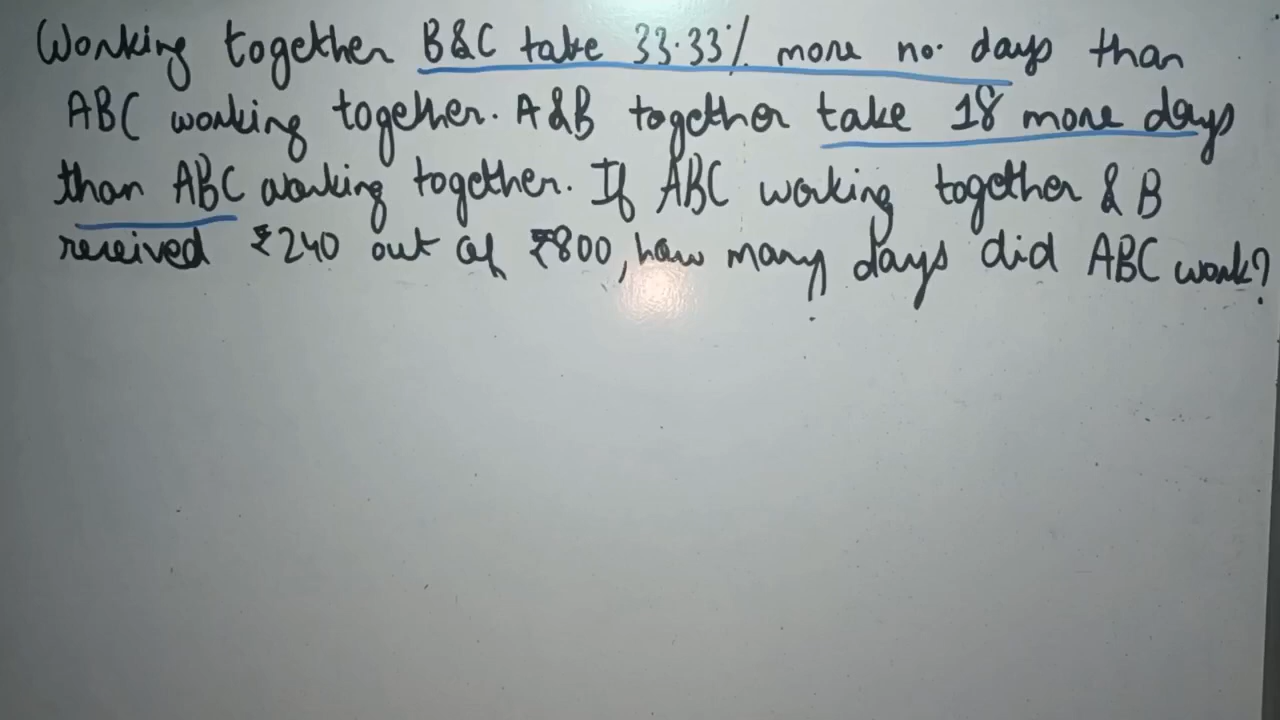 Working together B&C take 33.33% more no. days than
ABC working together. A&B together take 18 more days
than ABC working together. If ABC working together & B
received ₹240 out of ₹800, how many days did ABC work?